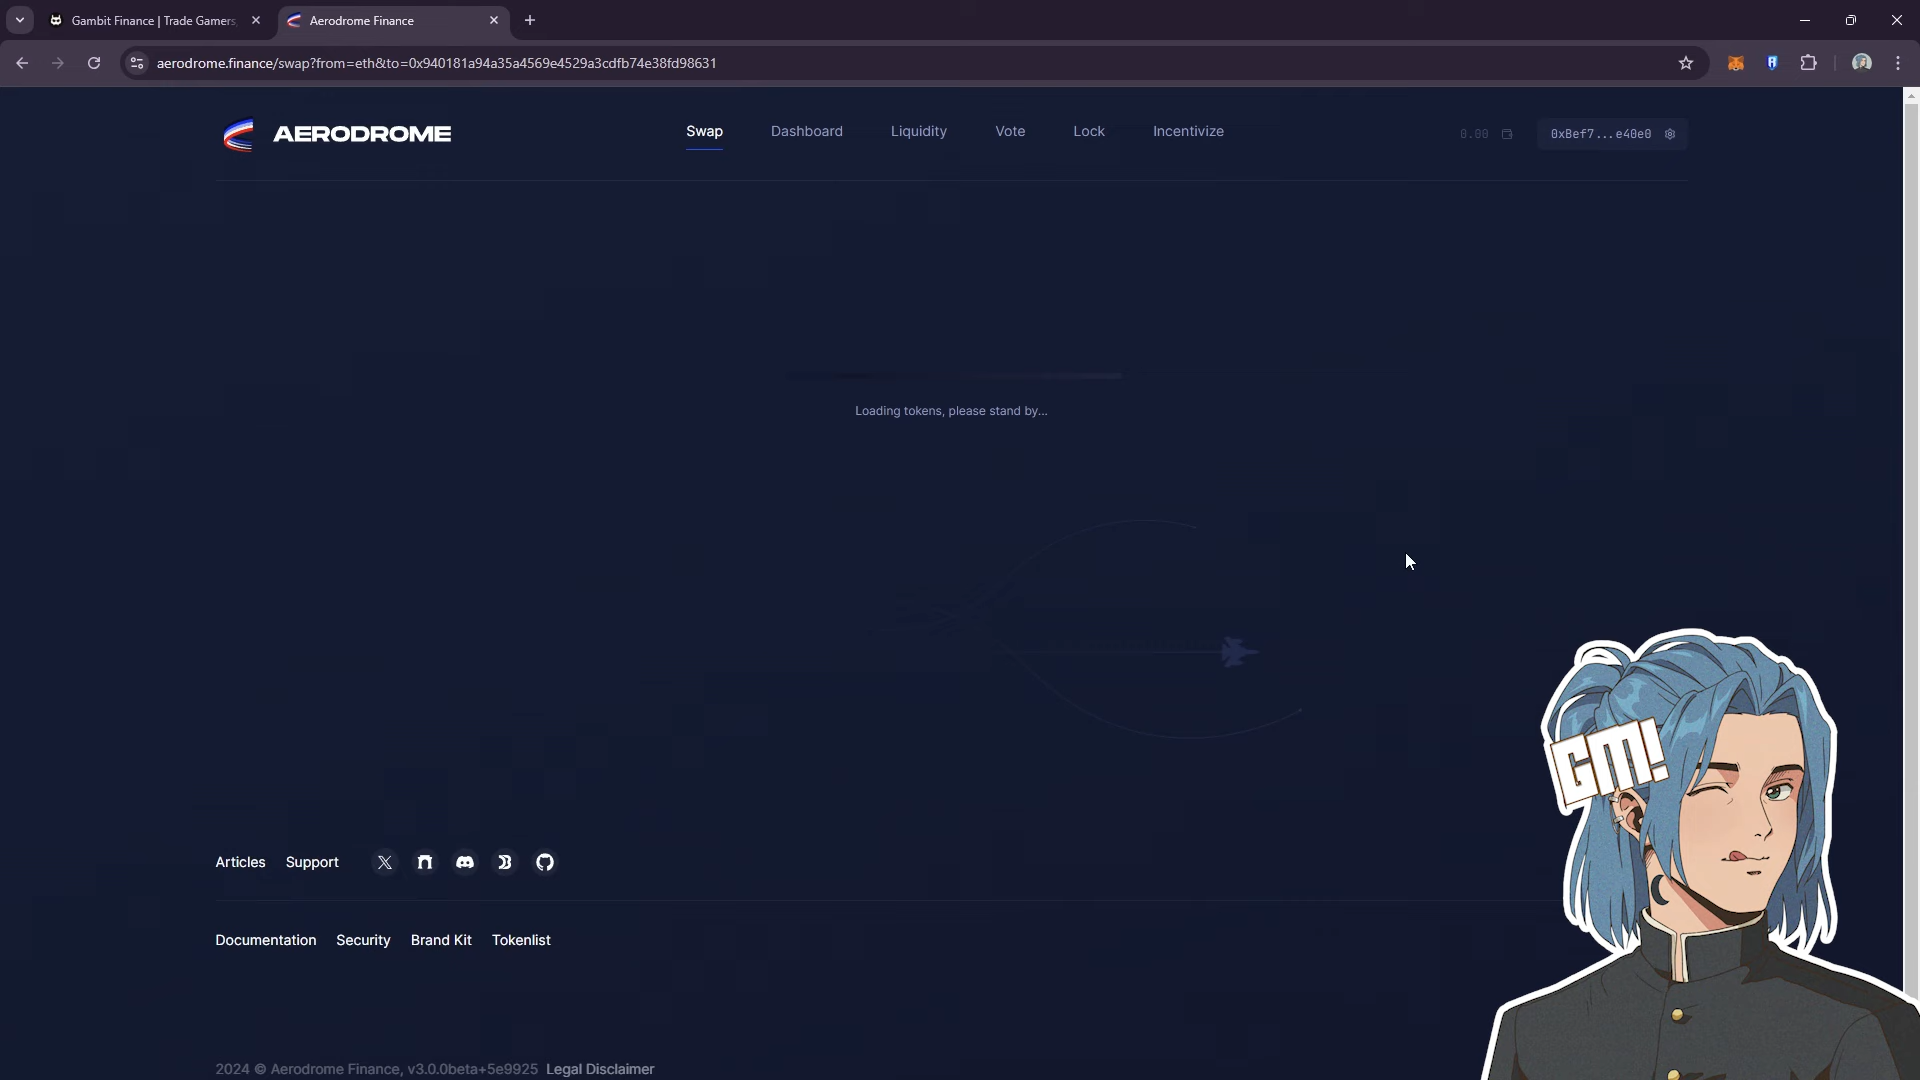 Gambit Finance | Trade Gamers
Aerodrome Finance
aerodrome.finance/swap?from=eth&to=0x940181a94a35a4569e4529a3cdfb74e38fd98631
AERODROME
Swap
Dashboard
Liquidity
Vote
Lock
Incentivize
0.00
0xBef7...e40e0
Loading tokens, please stand by...
GM!
Articles
Support
Documentation
Security
Brand Kit
Tokenlist
2024 © Aerodrome Finance, v3.0.0beta+5e9925 Legal Disclaimer